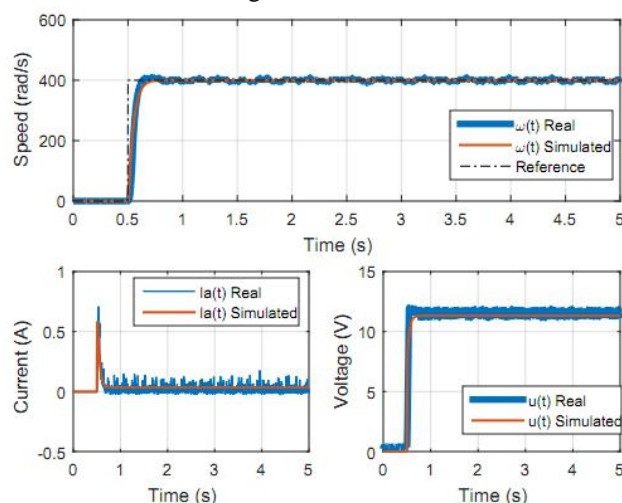 600
400
200
0
Speed (rad/s)
ω(t) Real
ω(t) Simulated
Reference
0 0.5 1 1.5 2 2.5 3 3.5 4 4.5 5
Time (s)
1
0.5
0
-0.5
Current (A)
Ia(t) Real
Ia(t) Simulated
0 1 2 3 4 5
Time (s)
15
10
5
0
Voltage (V)
u(t) Real
u(t) Simulated
0 1 2 3 4 5
Time (s)